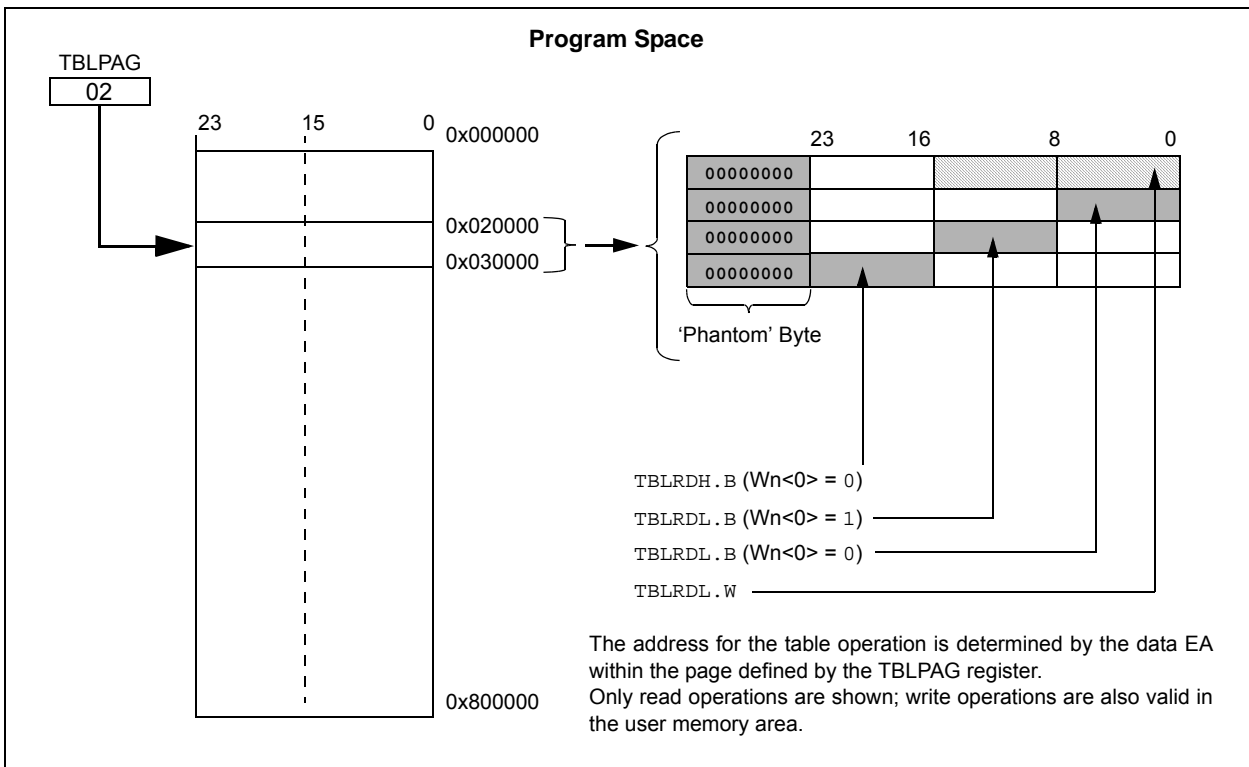 Program Space
TBLPAG
02
23 15 0
0x000000
0x020000
0x030000
0x800000
23 16 8 0
00000000
00000000
00000000
00000000
‘Phantom’ Byte
TBLRDH.B (Wn<0> = 0)
TBLRDL.B (Wn<0> = 1)
TBLRDL.B (Wn<0> = 0)
TBLRDL.W
The address for the table operation is determined by the data EA
within the page defined by the TBLPAG register.
Only read operations are shown; write operations are also valid in
the user memory area.